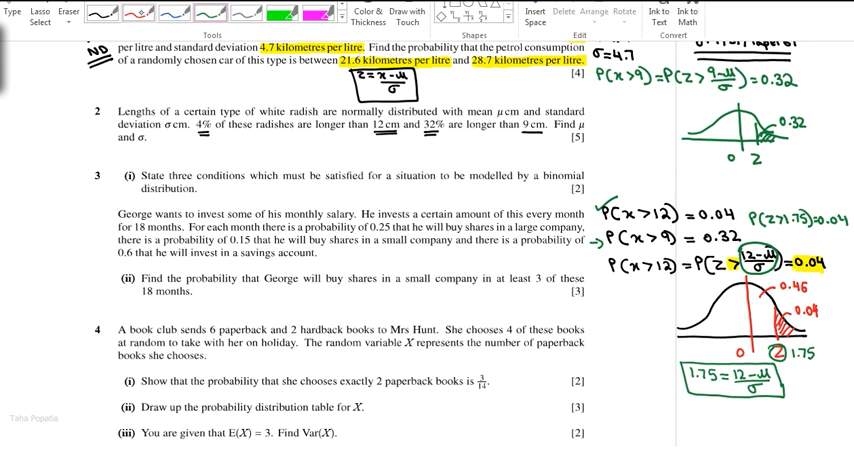 Type
Lasso
Select
Eraser
Color &
Thickness
Draw with
Touch
Insert
Space
Delete
Arrange
Rotate
Ink to
Text
Ink to
Math
Tools
Shapes
Edit
Convert
ND
per litre and standard deviation 4.7 kilometres per litre. Find the probability that the petrol consumption
of a randomly chosen car of this type is between 21.6 kilometres per litre and 28.7 kilometres per litre.
[4]
z = x-μ/σ
σ=4.7
P(x>9)=P(Z>9-μ/σ)=0.32
0.32
0 Z
2 Lengths of a certain type of white radish are normally distributed with mean μ cm and standard
deviation σ cm. 4% of these radishes are longer than 12 cm and 32% are longer than 9 cm. Find μ
and σ. [5]
3 (i) State three conditions which must be satisfied for a situation to be modelled by a binomial
distribution. [2]
George wants to invest some of his monthly salary. He invests a certain amount of this every month
for 18 months. For each month there is a probability of 0.25 that he will buy shares in a large company,
there is a probability of 0.15 that he will buy shares in a small company and there is a probability of
0.6 that he will invest in a savings account.
(ii) Find the probability that George will buy shares in a small company in at least 3 of these
18 months. [3]
P(x>12) = 0.04 P(Z>1.75)=0.04
→ P(x>9) = 0.32
P(x>12) = P(Z > 12-μ/σ)=0.04
0.46
0.04
0 Z 1.75
1.75 = 12-μ/σ
4 A book club sends 6 paperback and 2 hardback books to Mrs Hunt. She chooses 4 of these books
at random to take with her on holiday. The random variable X represents the number of paperback
books she chooses.
(i) Show that the probability that she chooses exactly 2 paperback books is 3/14. [2]
(ii) Draw up the probability distribution table for X. [3]
(iii) You are given that E(X) = 3. Find Var(X). [2]
Taha Popatia